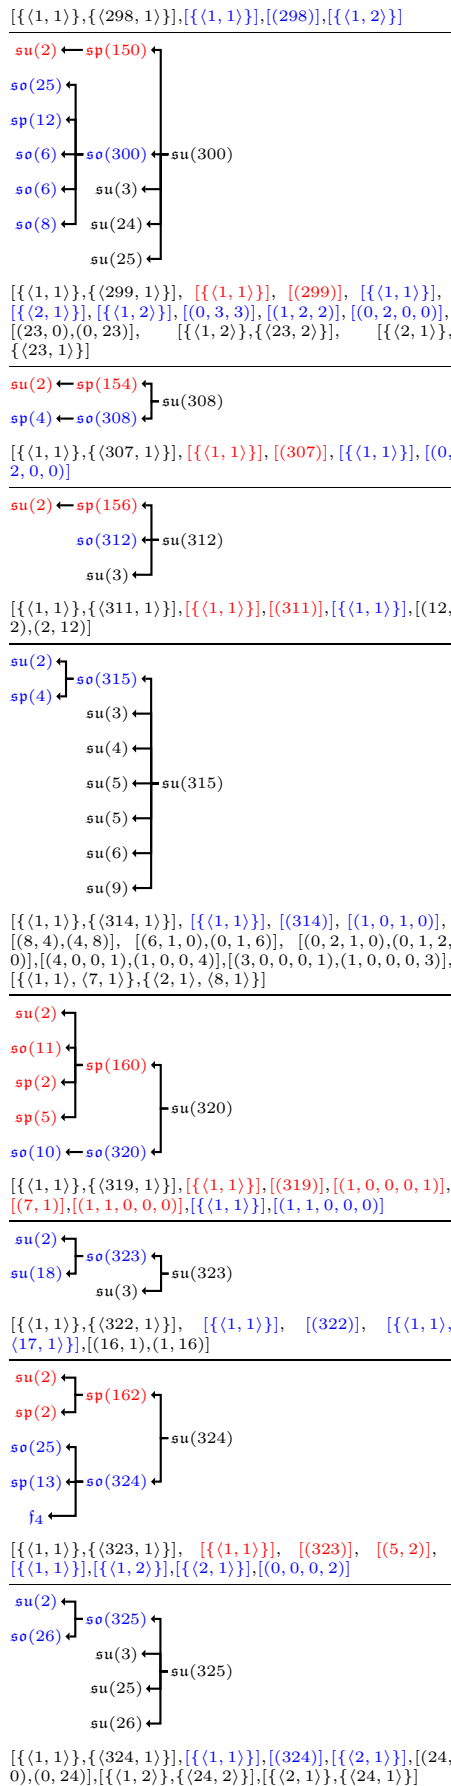 [{⟨1, 1⟩},{⟨298, 1⟩}],[{⟨1, 1⟩}],[(298)],[{⟨1, 2⟩}]
𝔰𝔲(2) 𝔰𝔭(150)
𝔰𝔬(25)
𝔰𝔭(12)
𝔰𝔬(6) 𝔰𝔬(300) 𝔰𝔲(300)
𝔰𝔬(6) 𝔰𝔲(3)
𝔰𝔬(8) 𝔰𝔲(24)
𝔰𝔲(25)
[{⟨1, 1⟩},{⟨299, 1⟩}], [{⟨1, 1⟩}], [(299)], [{⟨1, 1⟩}],
[{⟨2, 1⟩}],[{⟨1, 2⟩}],[(0, 3, 3)],[(1, 2, 2)],[(0, 2, 0, 0)],
[(23, 0),(0, 23)], [{⟨1, 2⟩},{⟨23, 2⟩}], [{⟨2, 1⟩},
{⟨23, 1⟩}]
𝔰𝔲(2) 𝔰𝔭(154)
𝔰𝔲(308)
𝔰𝔭(4) 𝔰𝔬(308)
[{⟨1, 1⟩},{⟨307, 1⟩}],[{⟨1, 1⟩}],[(307)],[{⟨1, 1⟩}],[(0,
2, 0, 0)]
𝔰𝔲(2) 𝔰𝔭(156)
𝔰𝔬(312) 𝔰𝔲(312)
𝔰𝔲(3)
[{⟨1, 1⟩},{⟨311, 1⟩}],[{⟨1, 1⟩}],[(311)],[{⟨1, 1⟩}],[(12,
2),(2, 12)]
𝔰𝔲(2)
𝔰𝔬(315)
𝔰𝔭(4)
𝔰𝔲(3)
𝔰𝔲(4)
𝔰𝔲(5) 𝔰𝔲(315)
𝔰𝔲(5)
𝔰𝔲(6)
𝔰𝔲(9)
[{⟨1, 1⟩},{⟨314, 1⟩}], [{⟨1, 1⟩}], [(314)], [(1, 0, 1, 0)],
[(8, 4),(4, 8)], [(6, 1, 0),(0, 1, 6)], [(0, 2, 1, 0),(0, 1, 2,
0)],[(4, 0, 0, 1),(1, 0, 0, 4)],[(3, 0, 0, 0, 1),(1, 0, 0, 0, 3)],
[{⟨1, 1⟩, ⟨7, 1⟩},{⟨2, 1⟩, ⟨8, 1⟩}]
𝔰𝔲(2)
𝔰𝔬(11)
𝔰𝔭(160)
𝔰𝔭(2)
𝔰𝔲(320)
𝔰𝔭(5)
𝔰𝔬(10) 𝔰𝔬(320)
[{⟨1, 1⟩},{⟨319, 1⟩}],[{⟨1, 1⟩}],[(319)],[(1, 0, 0, 0, 1)],
[(7, 1)],[(1, 1, 0, 0, 0)],[{⟨1, 1⟩}],[(1, 1, 0, 0, 0)]
𝔰𝔲(2)
𝔰𝔬(323)
𝔰𝔲(18) 𝔰𝔲(323)
𝔰𝔲(3)
[{⟨1, 1⟩},{⟨322, 1⟩}], [{⟨1, 1⟩}], [(322)], [{⟨1, 1⟩,
⟨17, 1⟩}],[(16, 1),(1, 16)]
𝔰𝔲(2)
𝔰𝔭(162)
𝔰𝔭(2)
𝔰𝔲(324)
𝔰𝔬(25)
𝔰𝔭(13) 𝔰𝔬(324)
𝔣₄
[{⟨1, 1⟩},{⟨323, 1⟩}], [{⟨1, 1⟩}], [(323)], [(5, 2)],
[{⟨1, 1⟩}],[{⟨1, 2⟩}],[{⟨2, 1⟩}],[(0, 0, 0, 2)]
𝔰𝔲(2)
𝔰𝔬(325)
𝔰𝔬(26)
𝔰𝔲(3)
𝔰𝔲(325)
𝔰𝔲(25)
𝔰𝔲(26)
[{⟨1, 1⟩},{⟨324, 1⟩}],[{⟨1, 1⟩}],[(324)],[{⟨2, 1⟩}],[(24,
0),(0, 24)],[{⟨1, 2⟩},{⟨24, 2⟩}],[{⟨2, 1⟩},{⟨24, 1⟩}]